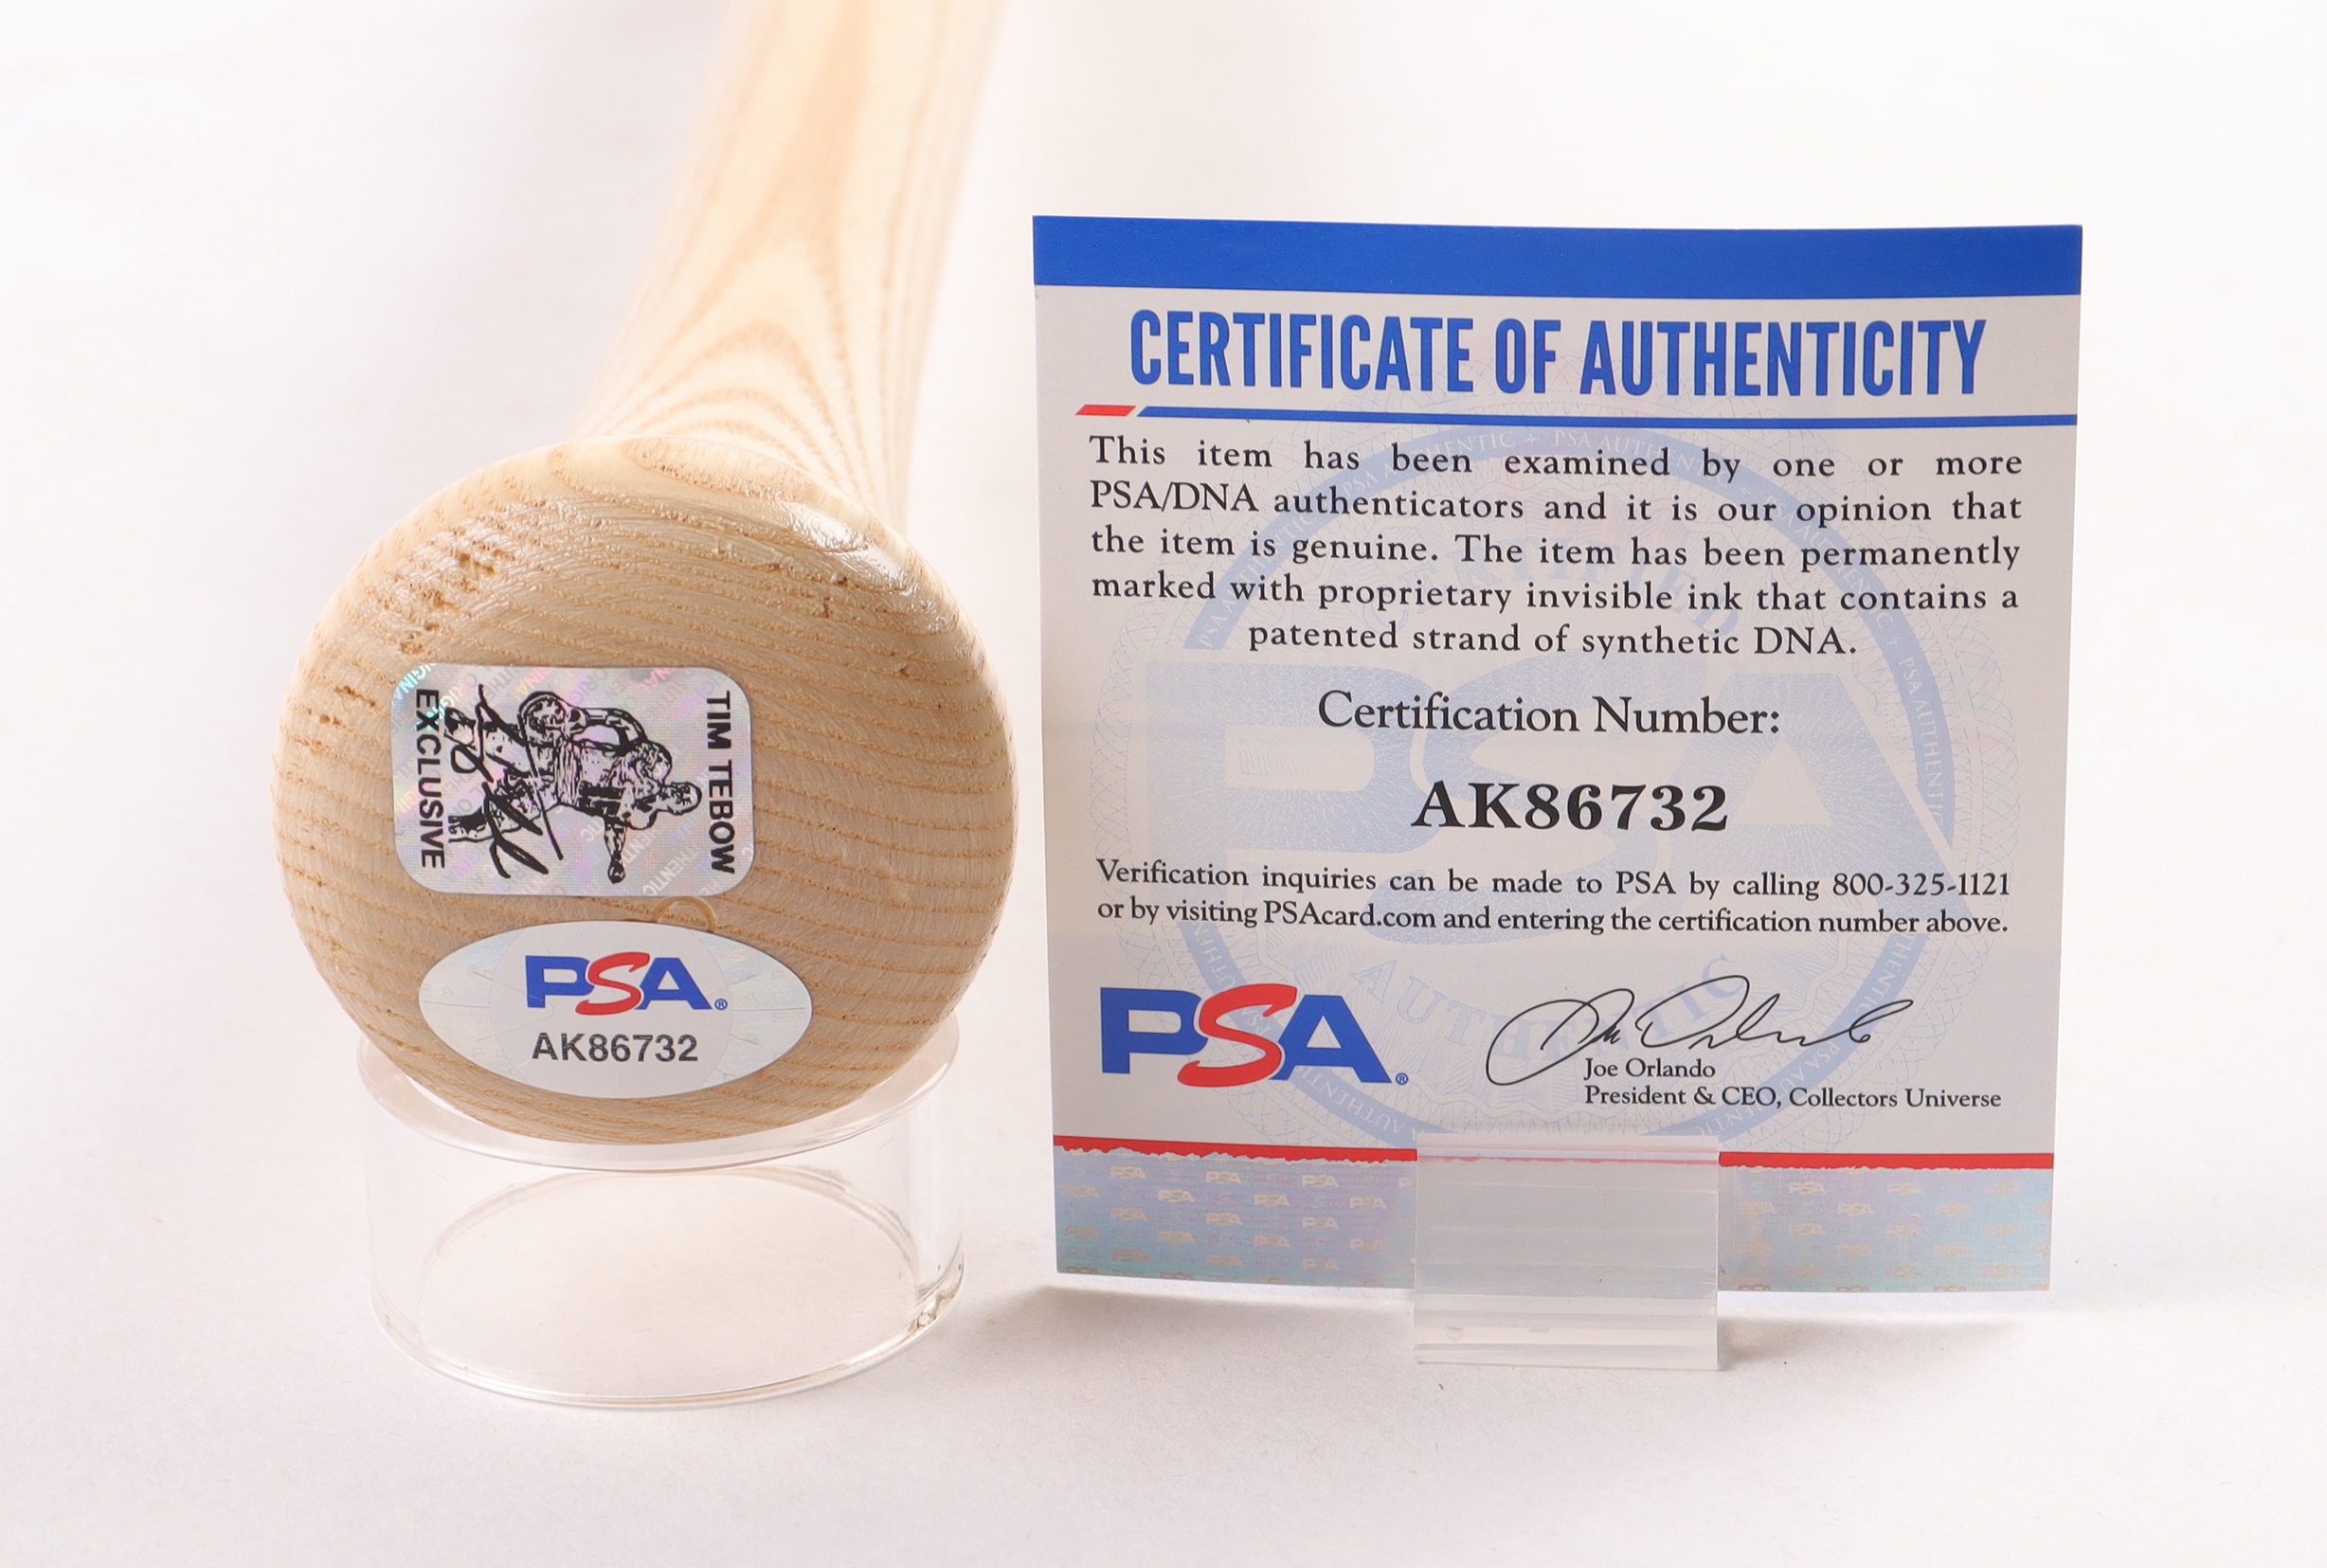 TIM TEBOW
EXCLUSIVE
PSA®
AK86732
CERTIFICATE OF AUTHENTICITY
This item has been examined by one or more
PSA/DNA authenticators and it is our opinion that
the item is genuine. The item has been permanently
marked with proprietary invisible ink that contains a
patented strand of synthetic DNA.
Certification Number:
AK86732
Verification inquiries can be made to PSA by calling 800-325-1121
or by visiting PSAcard.com and entering the certification number above.
PSA®
Joe Orlando
President & CEO, Collectors Universe